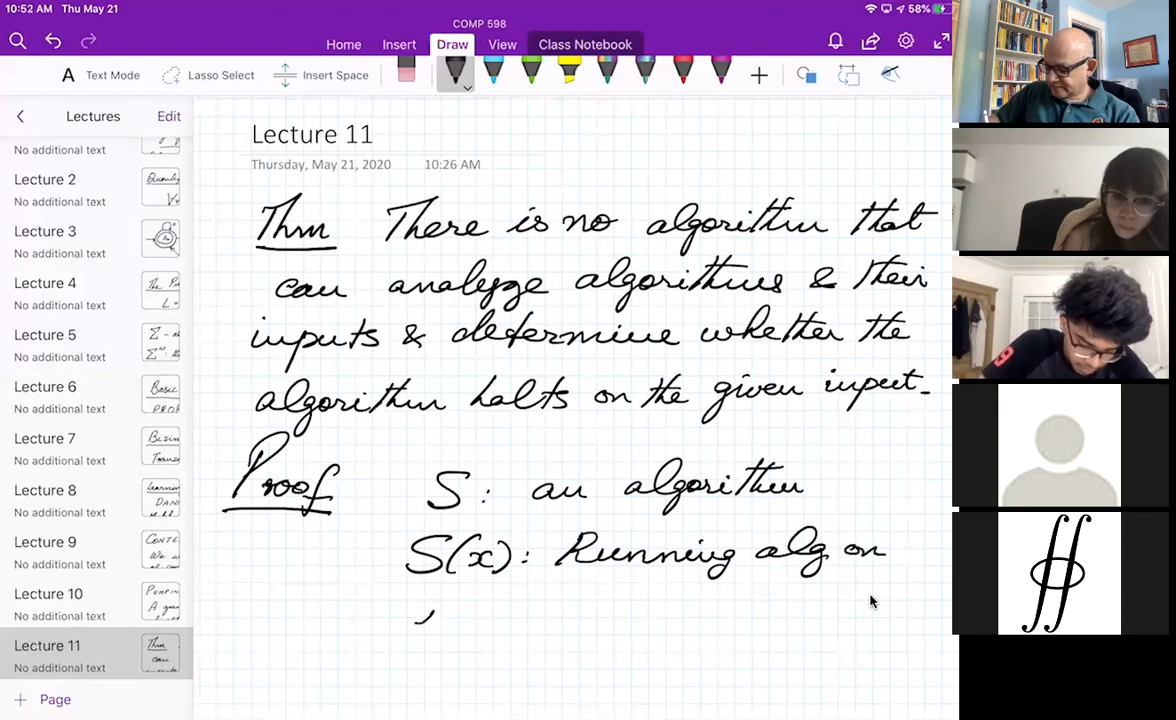 10:52 AM Thu May 21
58%
COMP 598
Home Insert Draw View Class Notebook
A Text Mode Lasso Select Insert Space
Lectures Edit
No additional text
Lecture 2
No additional text
Lecture 3
No additional text
Lecture 4
No additional text
Lecture 5
No additional text
Lecture 6
No additional text
Lecture 7
No additional text
Lecture 8
No additional text
Lecture 9
No additional text
Lecture 10
No additional text
Lecture 11
No additional text
+ Page
Lecture 11
Thursday, May 21, 2020 10:26 AM
Thm There is no algorithm that
can analyze algorithms & their
inputs & determine whether the
algorithm halts on the given input.
Proof S: an algorithm
S(x): Running alg on